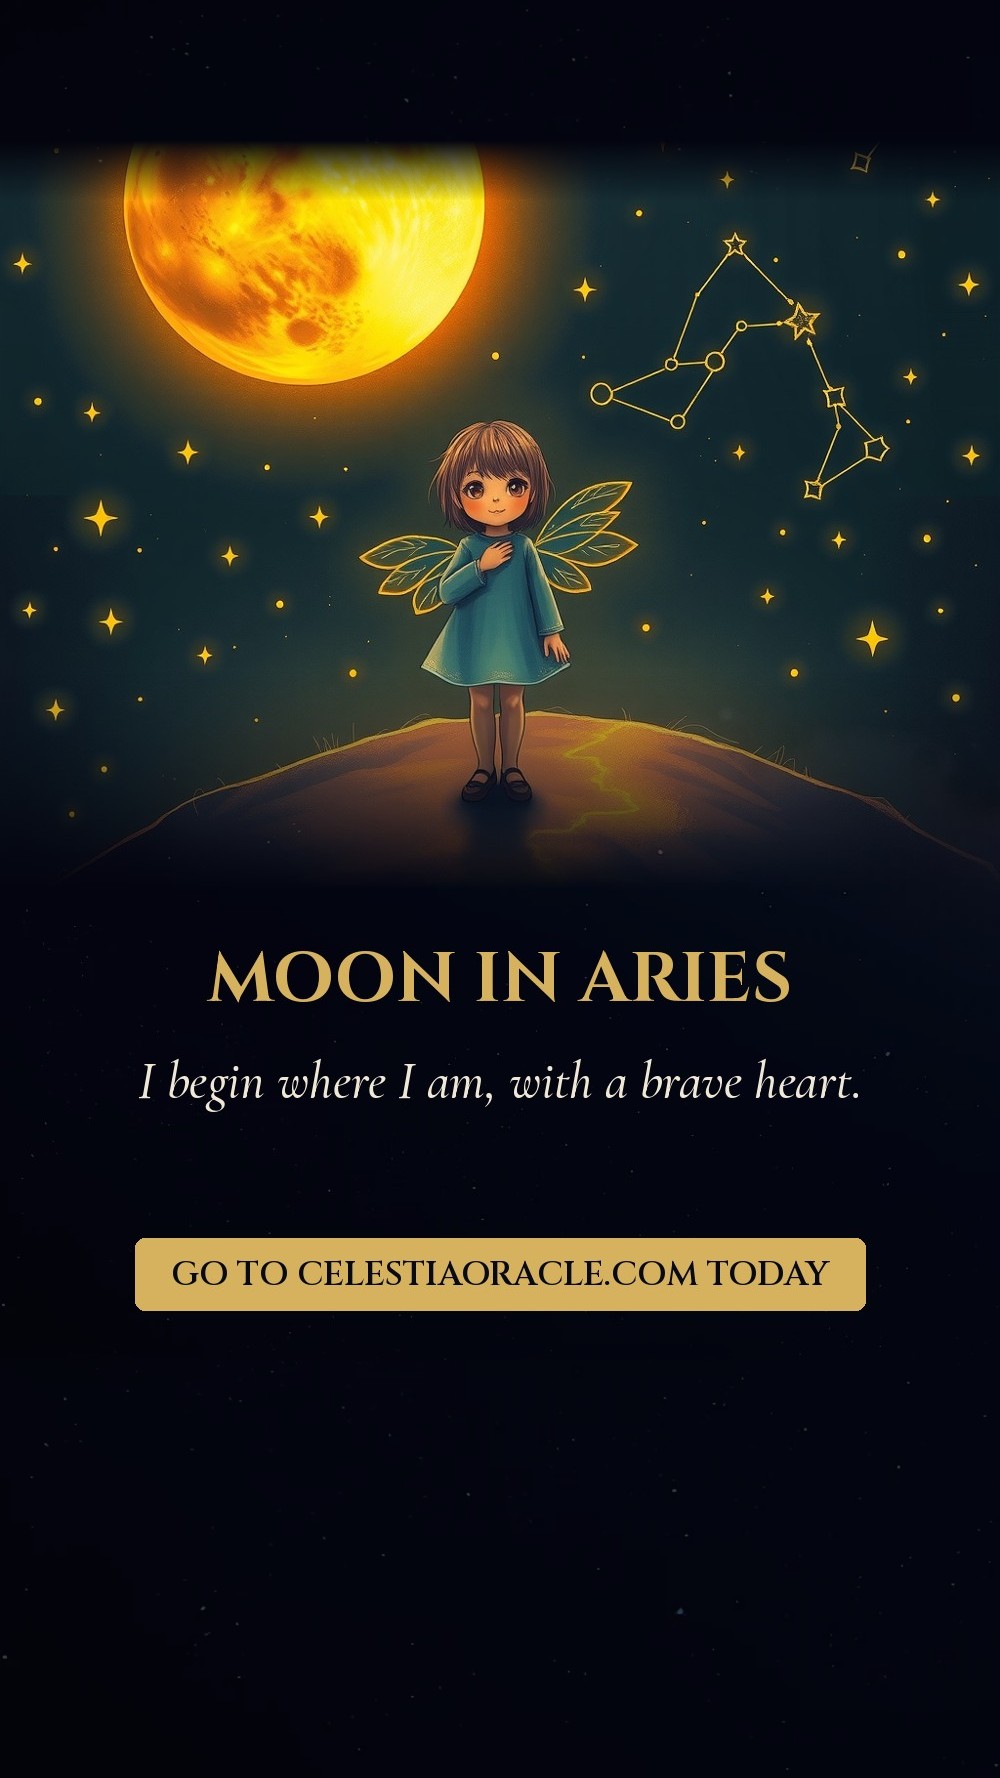 MOON IN ARIES
I begin where I am, with a brave heart.
GO TO CELESTIAORACLE.COM TODAY